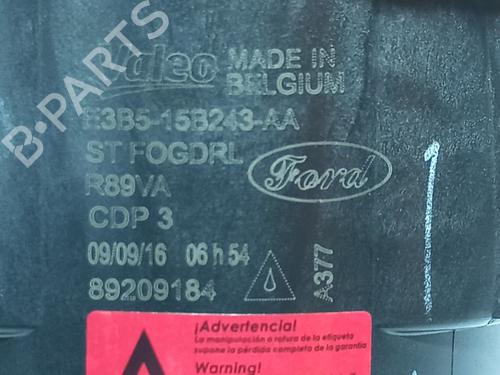 Valeo MADE IN
BELGIUM
E3B5-15B243-AA
ST FOGDRL
R89VA
Ford
CDP 3
09/09/16 06 h 54
A377
89209184
¡Advertencia!
La manipulación o rotura de la etiqueta
supone la pérdida completa de la garantía
Warning!
B-PARTS